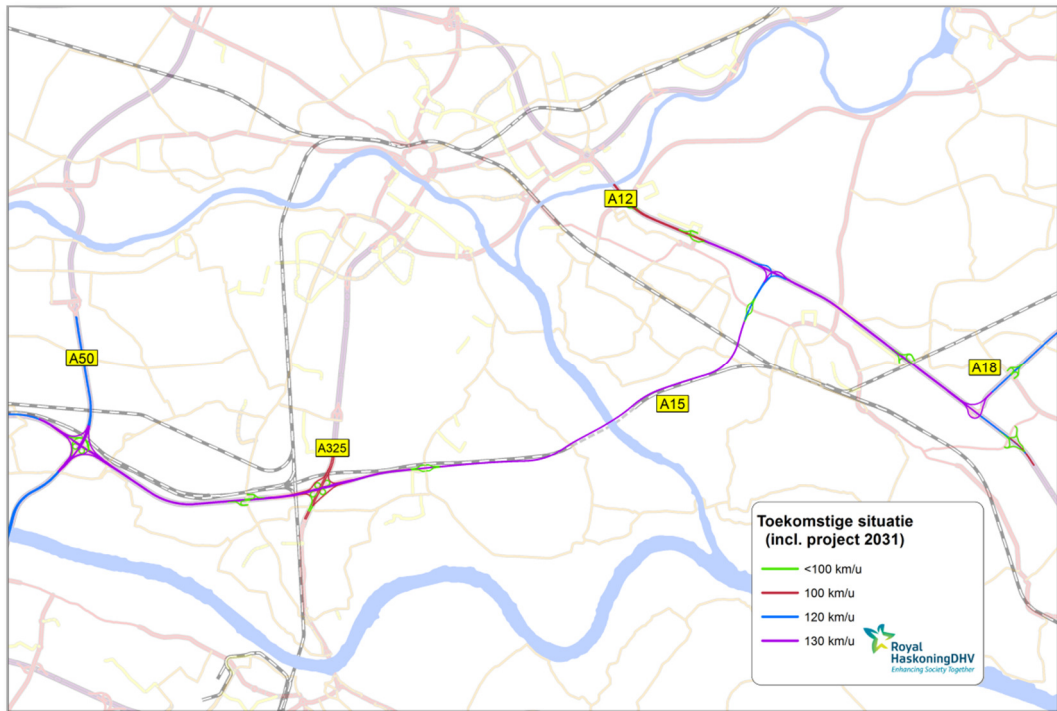 A12
A50
A18
A15
A325
Toekomstige situatie
(incl. project 2031)
<100 km/u
100 km/u
120 km/u
130 km/u
Royal
HaskoningDHV
Enhancing Society Together